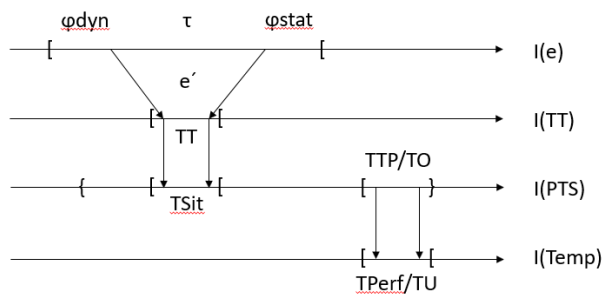 φdyn τ φstat
[ [ I(e)
e´
[ [ I(TT)
TT
TTP/TO
{ [ [ [ } I(PTS)
TSit
[ [ I(Temp)
TPerf/TU